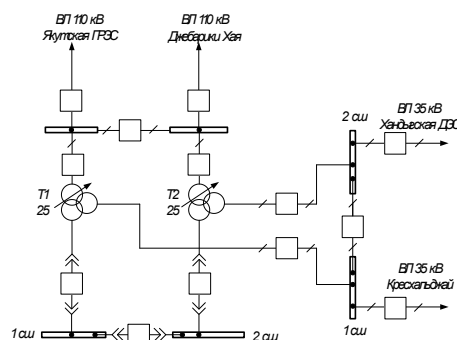 ВЛ 110 кВ
Якутская ГРЭС
ВЛ 110 кВ
Джебарики Хая
2 сш
ВЛ 35 кВ
Хандыгская ДЭС
Т1
25
Т2
25
ВЛ 35 кВ
Кресхальджай
1 сш
1 сш
2 сш